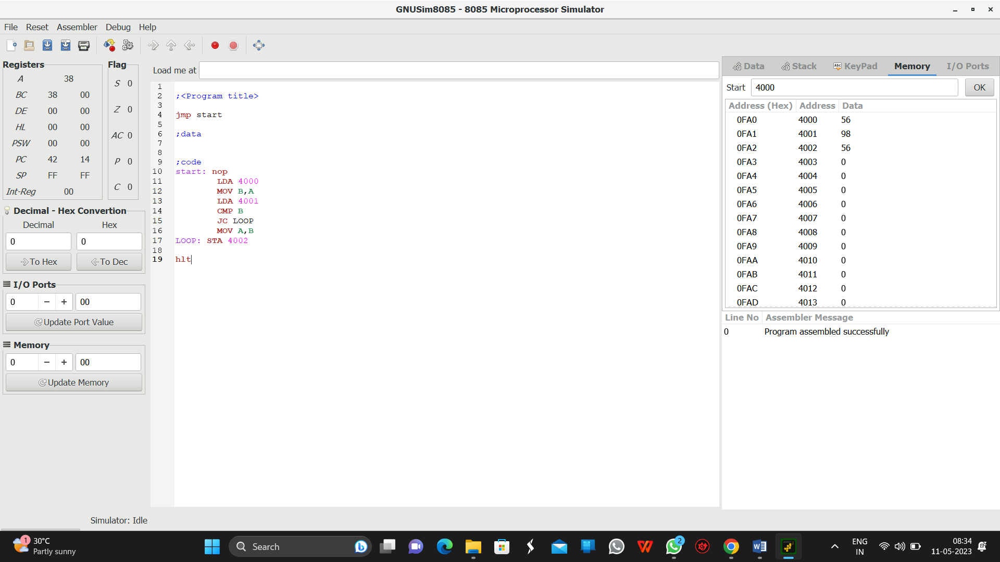 GNUSim8085 - 8085 Microprocessor Simulator
File Reset Assembler Debug Help
Registers
A 38
BC 38 00
DE 00 00
HL 00 00
PSW 00 00
PC 42 14
SP FF FF
Int-Reg 00
Flag
S 0
Z 0
AC 0
P 0
C 0
Decimal - Hex Convertion
Decimal Hex
0 0
To Hex To Dec
I/O Ports
0 − + 00
Update Port Value
Memory
0 − + 00
Update Memory
Load me at
1
2 ;<Program title>
3
4 jmp start
5
6 ;data
7
8
9 ;code
10 start: nop
11 LDA 4000
12 MOV B,A
13 LDA 4001
14 CMP B
15 JC LOOP
16 MOV A,B
17 LOOP: STA 4002
18
19 hlt
Data Stack Abc KeyPad Memory I/O Ports
Start 4000 OK
Address (Hex) Address Data
0FA0 4000 56
0FA1 4001 98
0FA2 4002 56
0FA3 4003 0
0FA4 4004 0
0FA5 4005 0
0FA6 4006 0
0FA7 4007 0
0FA8 4008 0
0FA9 4009 0
0FAA 4010 0
0FAB 4011 0
0FAC 4012 0
0FAD 4013 0
Line No Assembler Message
0 Program assembled successfully
Simulator: Idle
1 30°C
Partly sunny
Search
2
ENG
IN
08:34
11-05-2023